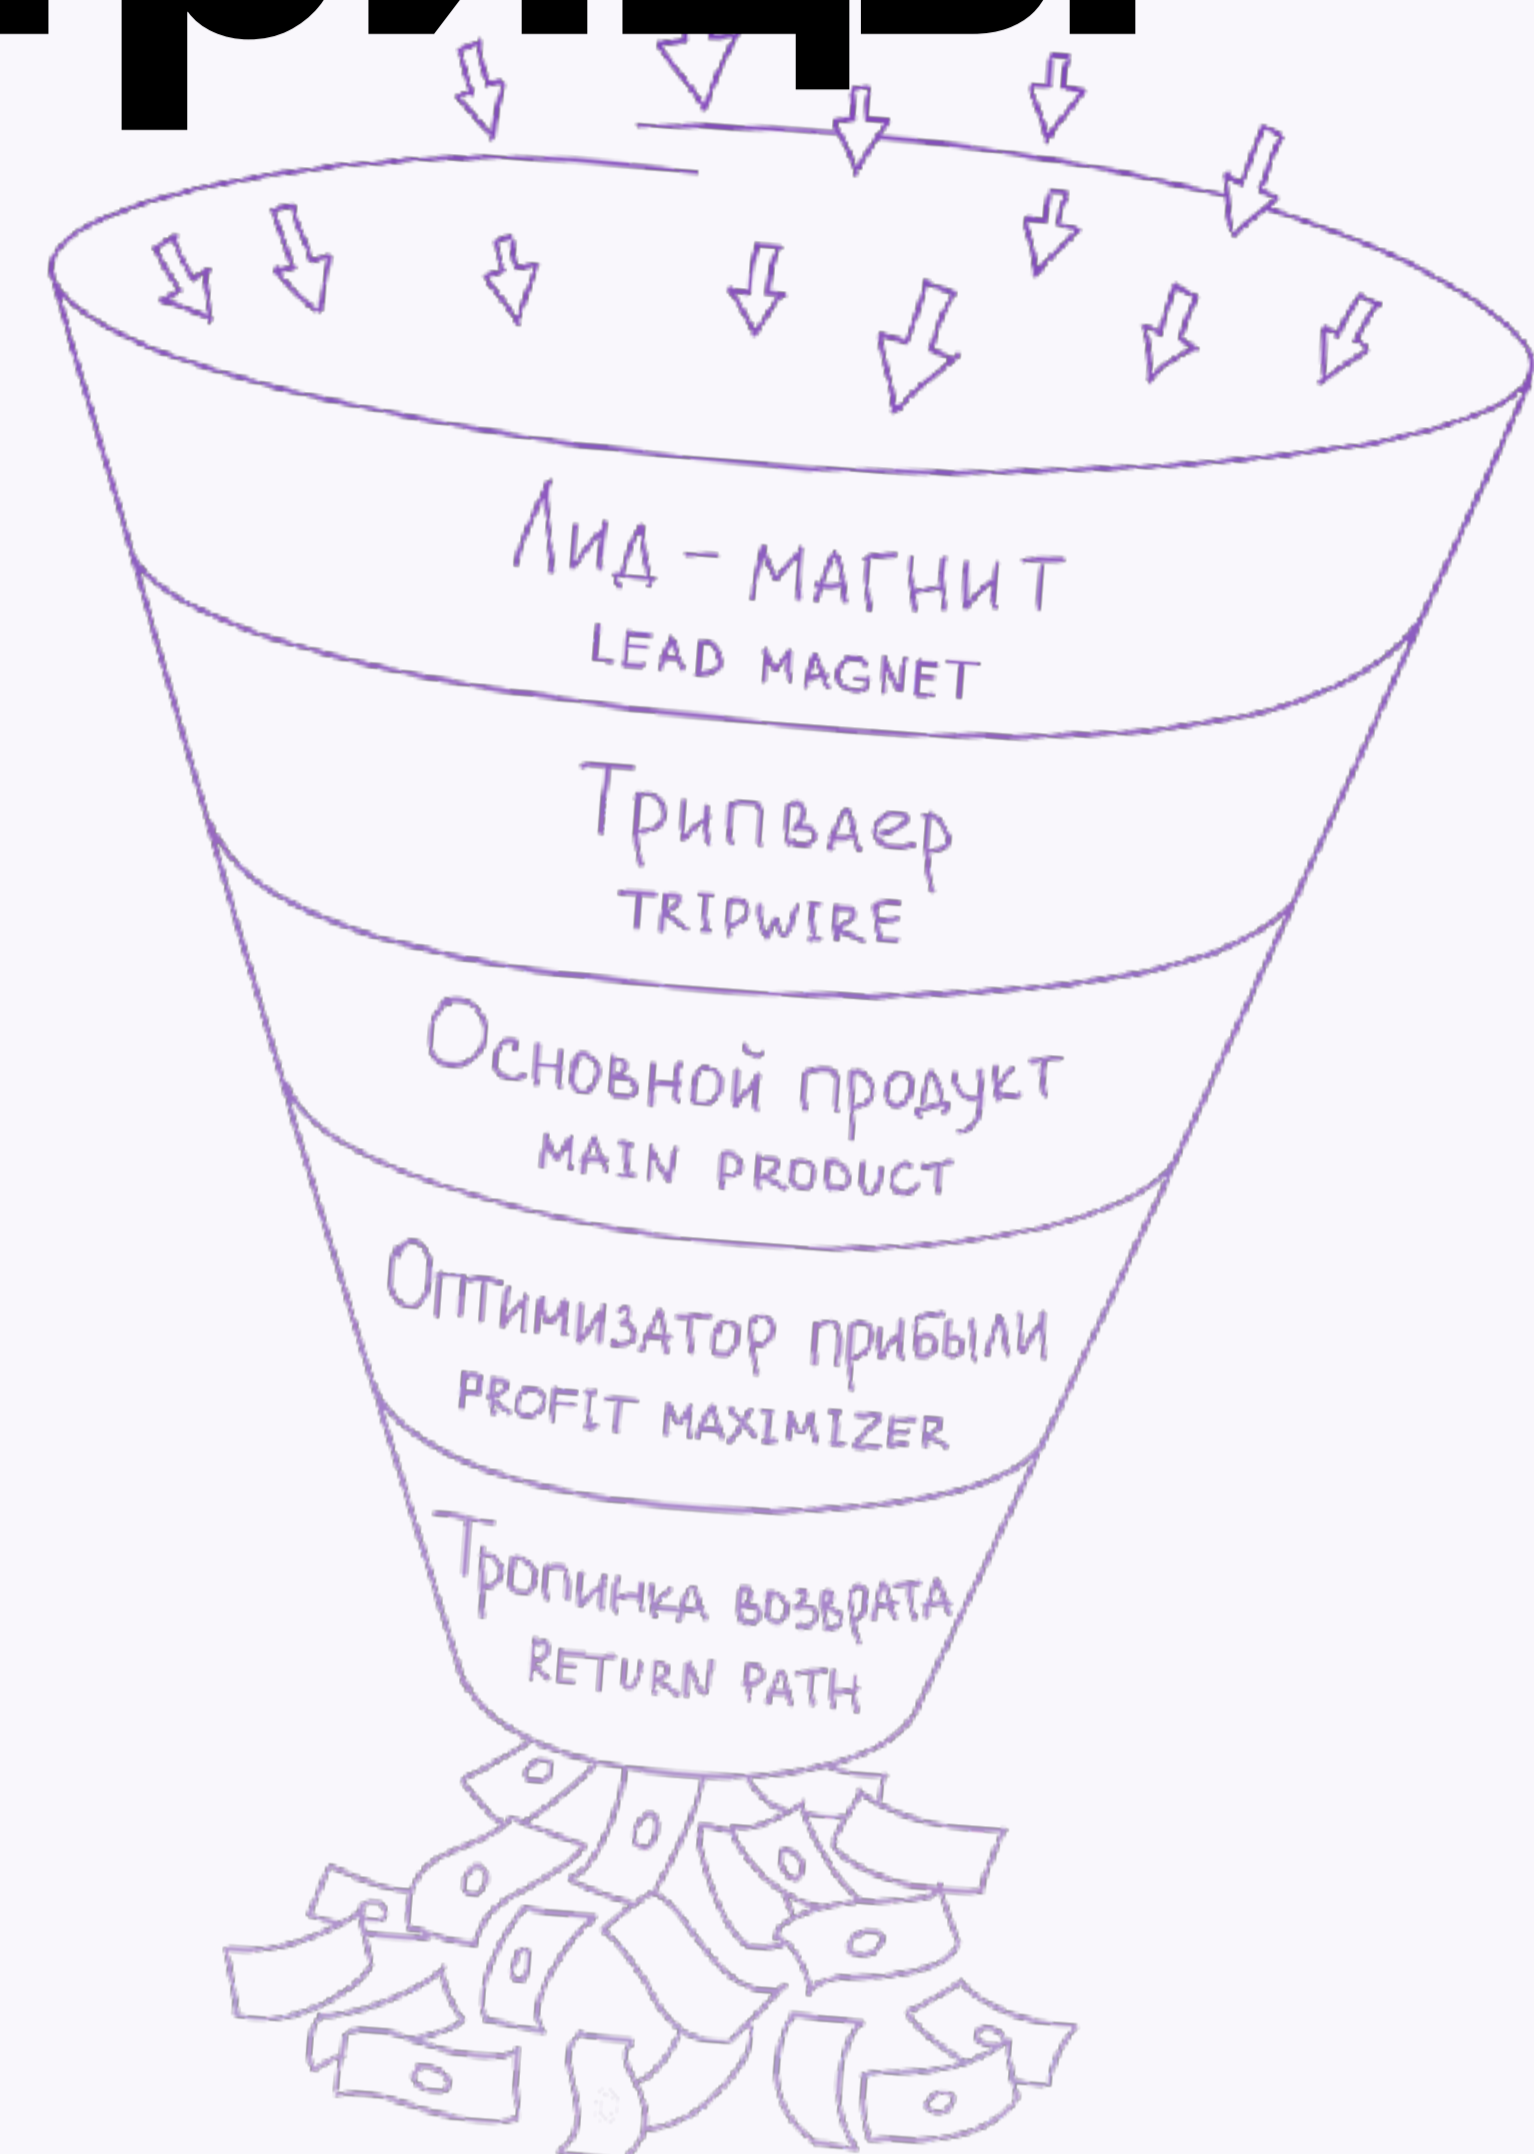 Лид - магнит
LEAD MAGNET
Трипваер
TRIPWIRE
Основной продукт
MAIN PRODUCT
Оптимизатор прибыли
PROFIT MAXIMIZER
Тропинка возврата
RETURN PATH